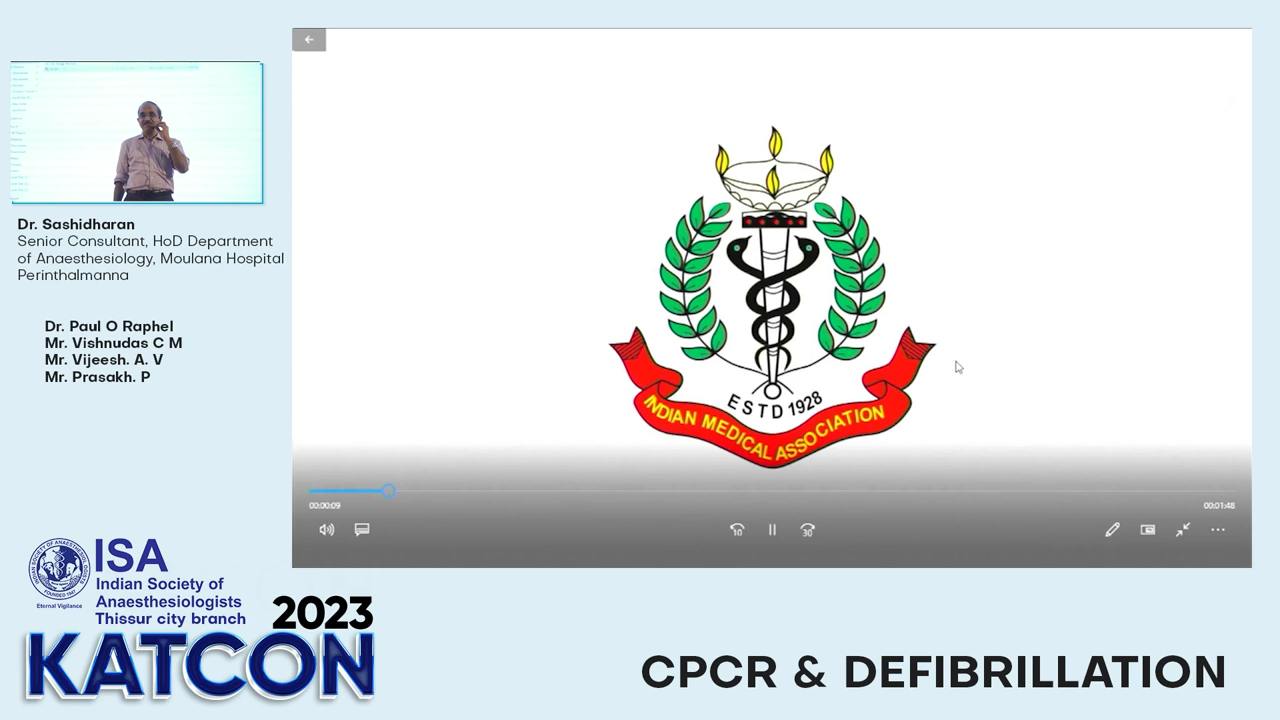 Dr. Sashidharan
Senior Consultant, HoD Department
of Anaesthesiology, Moulana Hospital
Perinthalmanna
Dr. Paul O Raphel
Mr. Vishnudas C M
Mr. Vijeesh. A. V
Mr. Prasakh. P
ESTD 1928
INDIAN MEDICAL ASSOCIATION
00:00:09
00:01:48
10
30
ISA
Indian Society of
Anaesthesiologists
Thissur city branch
Eternal Vigilance
2023
KATCON
CPCR & DEFIBRILLATION